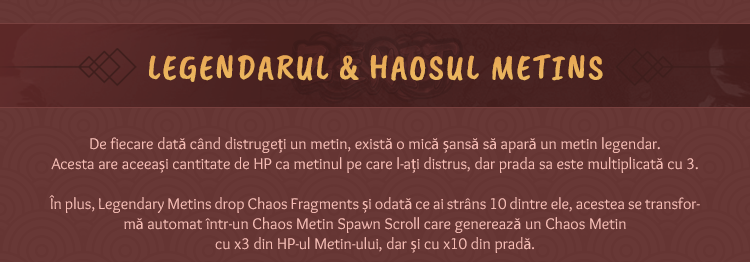 LEGENDARUL & HAOSUL METINS
De fiecare dată când distrugeți un metin, există o mică șansă să apară un metin legendar.
Acesta are aceeași cantitate de HP ca metinul pe care l-ați distrus, dar prada sa este multiplicată cu 3.
În plus, Legendary Metins drop Chaos Fragments și odată ce ai strâns 10 dintre ele, acestea se transfor-
mă automat într-un Chaos Metin Spawn Scroll care generează un Chaos Metin
cu x3 din HP-ul Metin-ului, dar și cu x10 din pradă.